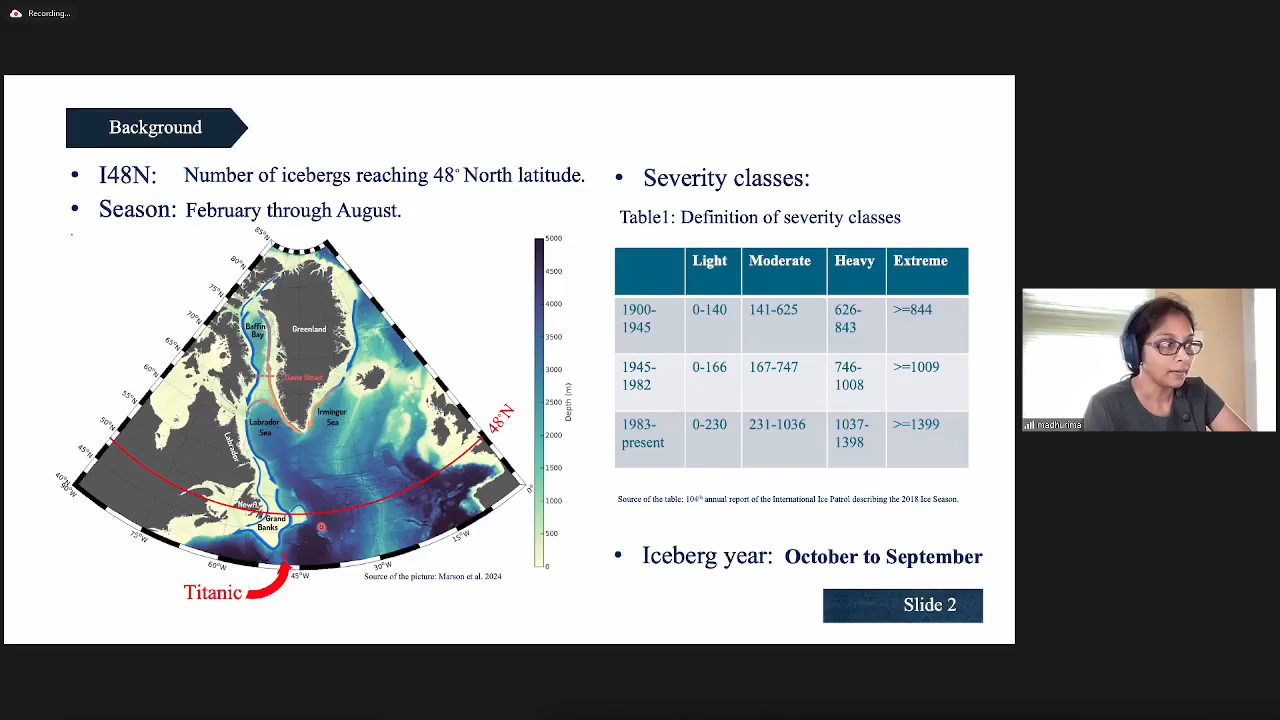 Recording...
Background
• I48N: Number of icebergs reaching 48° North latitude.
• Season: February through August.
85°N
80°N
75°N
70°N
65°N
60°N
55°N
50°N
45°N
40°N
90°W
75°W
60°W
45°W
30°W
15°W
0°
Baffin
Bay
Greenland
Davis Strait
Labrador
Sea
Irminger
Sea
Labrador
Newfl.
Grand
Banks
48°N
Titanic
5000
4500
4000
3500
3000
2500
2000
1500
1000
500
0
Depth (m)
Source of the picture: Marson et al. 2024
• Severity classes:
Table1: Definition of severity classes
Light Moderate Heavy Extreme
1900-1945 0-140 141-625 626-843 >=844
1945-1982 0-166 167-747 746-1008 >=1009
1983-present 0-230 231-1036 1037-1398 >=1399
Source of the table: 104th annual report of the International Ice Patrol describing the 2018 Ice Season.
• Iceberg year: October to September
Slide 2
madhurima